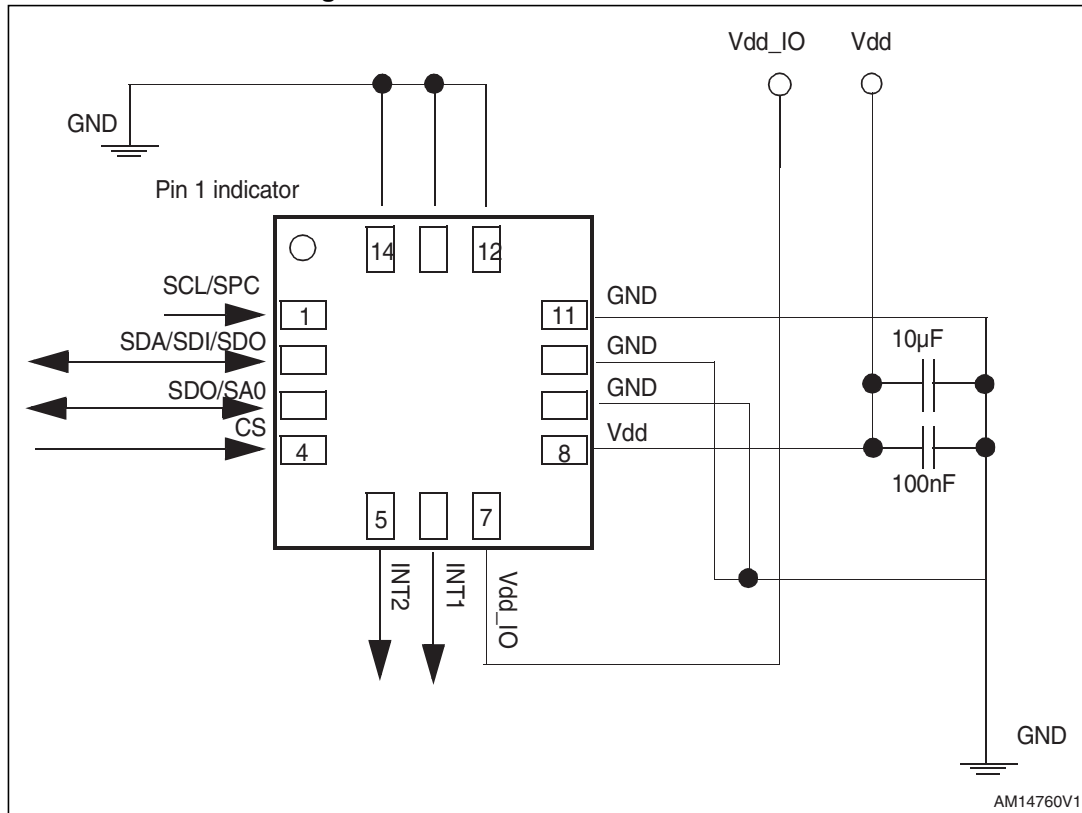 Vdd_IO Vdd
GND
Pin 1 indicator
14 12
SCL/SPC
1
SDA/SDI/SDO
SDO/SA0
CS
4
11
GND
GND
GND
Vdd
8
10µF
100nF
5 7
INT2
INT1
Vdd_IO
GND
AM14760V1